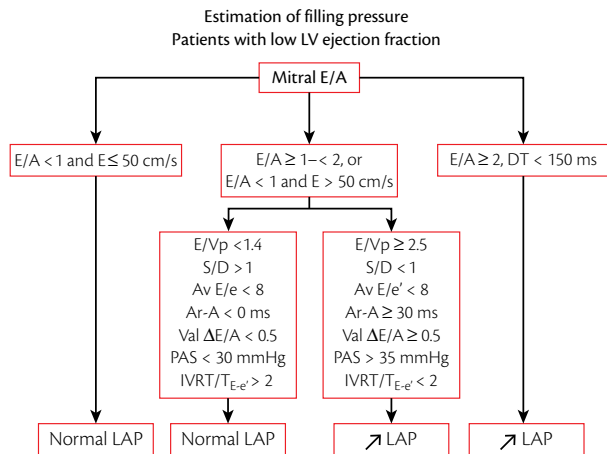 Estimation of filling pressure
Patients with low LV ejection fraction
Mitral E/A
E/A < 1 and E ≤ 50 cm/s
E/A ≥ 1–< 2, or
E/A < 1 and E > 50 cm/s
E/A ≥ 2, DT < 150 ms
E/Vp <1.4
S/D > 1
Av E/e < 8
Ar-A < 0 ms
Val ΔE/A < 0.5
PAS < 30 mmHg
IVRT/T_E-e' > 2
E/Vp ≥ 2.5
S/D < 1
Av E/e′ < 8
Ar-A ≥ 30 ms
Val ΔE/A ≥ 0.5
PAS > 35 mmHg
IVRT/T_E-e' < 2
Normal LAP
Normal LAP
↗ LAP
↗ LAP